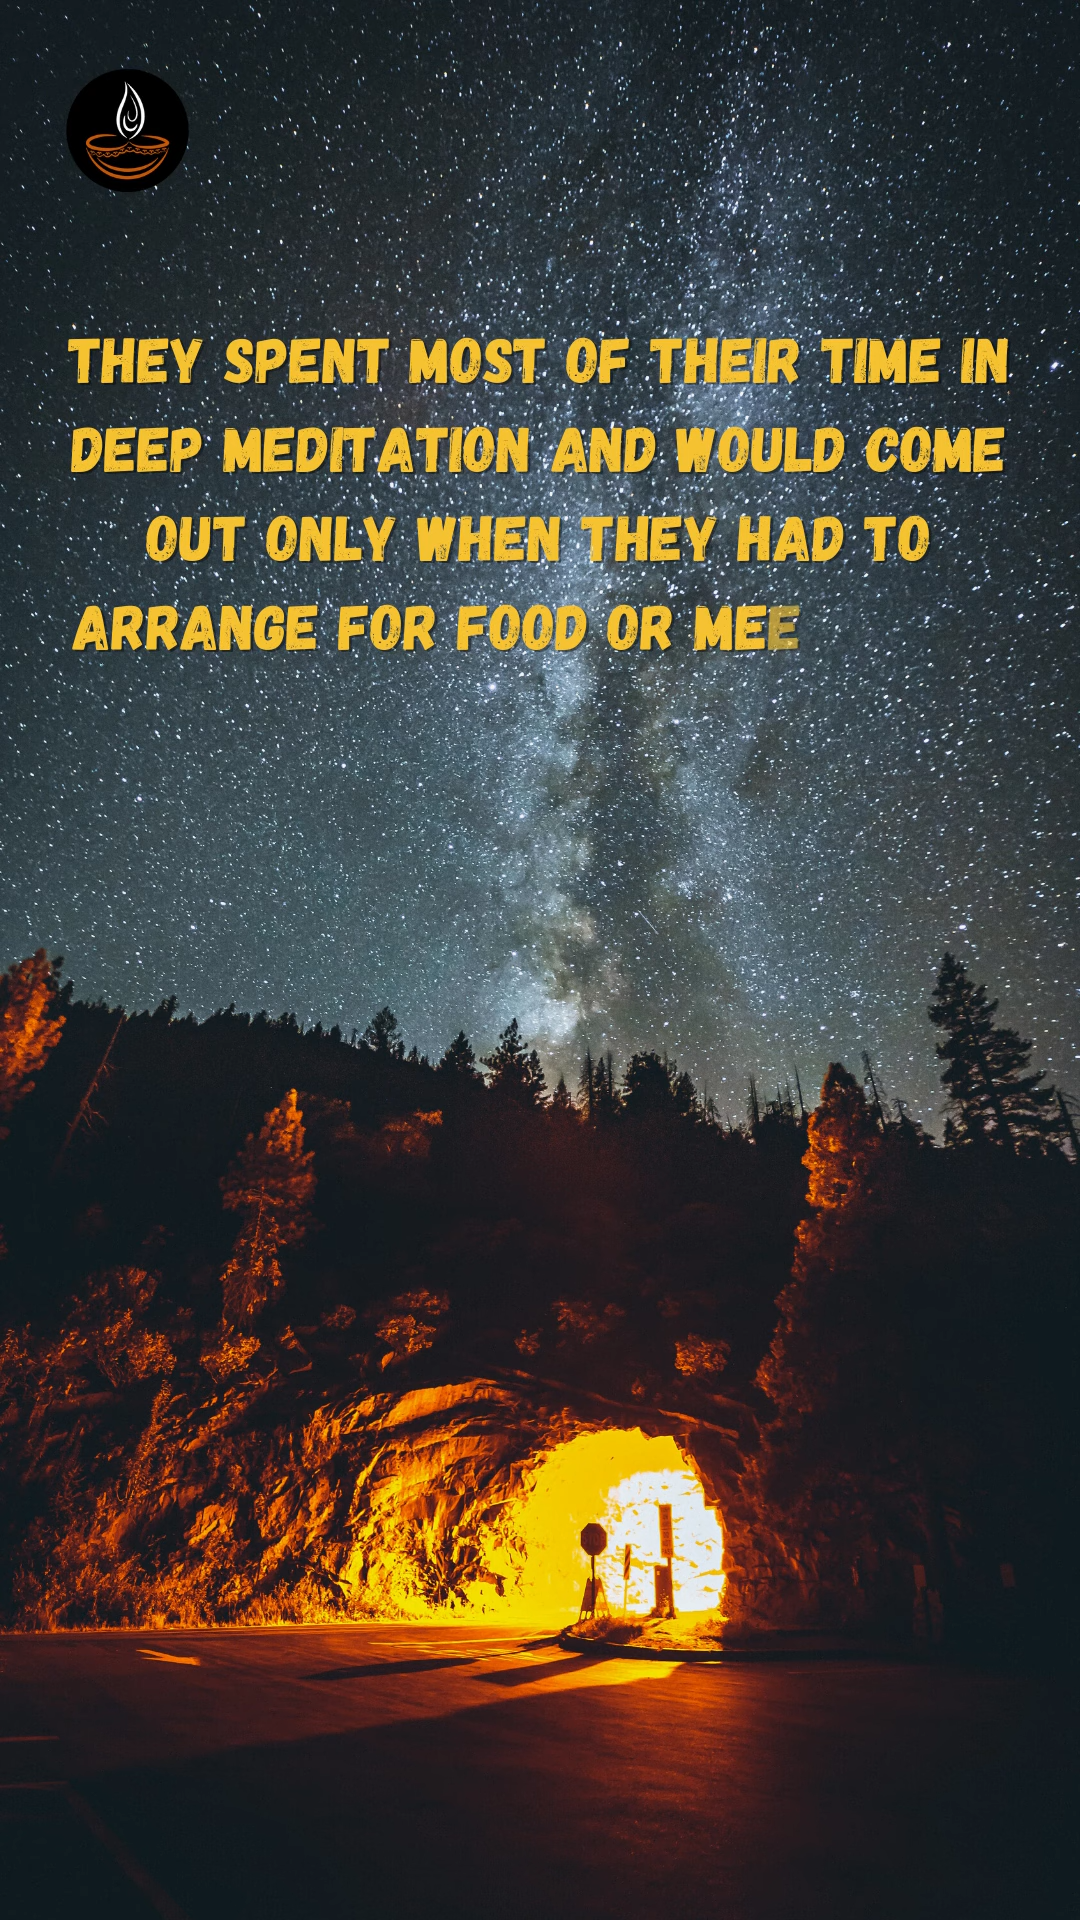 THEY SPENT MOST OF THEIR TIME IN
DEEP MEDITATION AND WOULD COME
OUT ONLY WHEN THEY HAD TO
ARRANGE FOR FOOD OR MEE